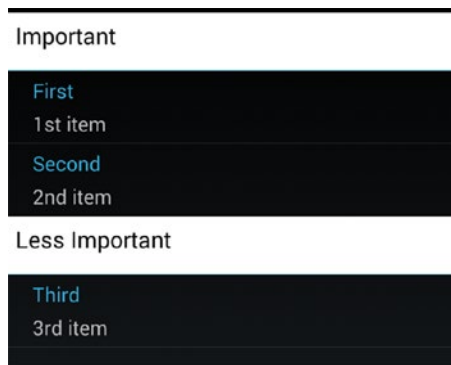 Important
First
1st item
Second
2nd item
Less Important
Third
3rd item